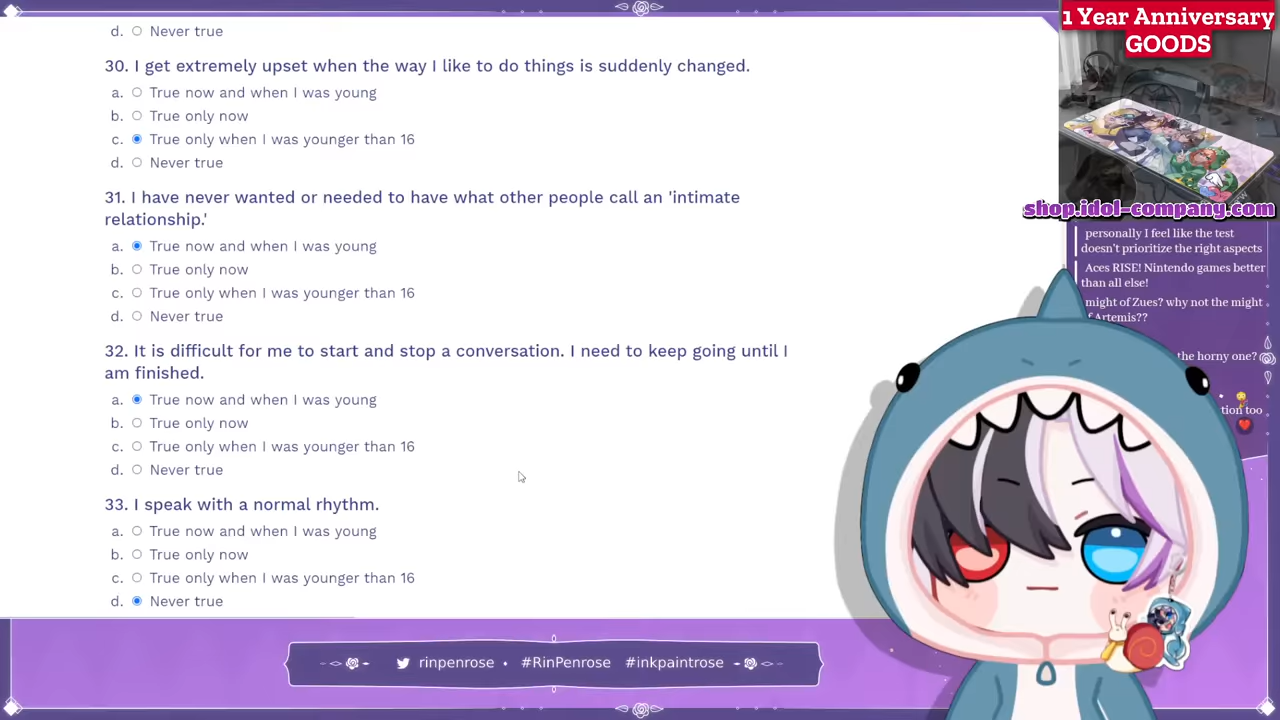 d. Never true
30. I get extremely upset when the way I like to do things is suddenly changed.
a. True now and when I was young
b. True only now
c. True only when I was younger than 16
d. Never true
31. I have never wanted or needed to have what other people call an 'intimate
relationship.'
a. True now and when I was young
b. True only now
c. True only when I was younger than 16
d. Never true
32. It is difficult for me to start and stop a conversation. I need to keep going until I
am finished.
a. True now and when I was young
b. True only now
c. True only when I was younger than 16
d. Never true
33. I speak with a normal rhythm.
a. True now and when I was young
b. True only now
c. True only when I was younger than 16
d. Never true
1 Year Anniversary
GOODS
shop.idol-company.com
personally I feel like the test
doesn't prioritize the right aspects
Aces RISE! Nintendo games better
than all else!
might of Zues? why not the might
of Artemis??
the horny one?
tion too
rinpenrose • #RinPenrose #inkpaintrose